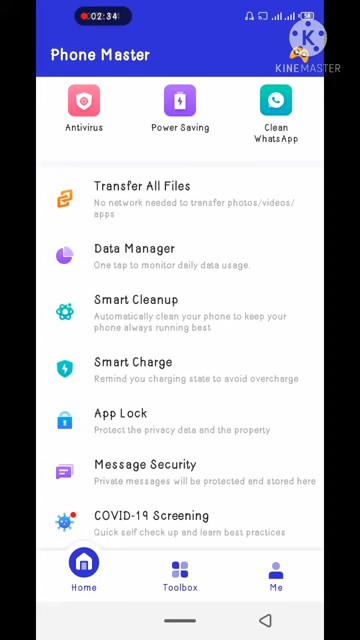 02:34
58
Phone Master
K
KINEMASTER
Antivirus
Power Saving
Clean
WhatsApp
Transfer All Files
No network needed to transfer photos/videos/
apps
Data Manager
One tap to monitor daily data usage.
Smart Cleanup
Automatically clean your phone to keep your
phone always running best
Smart Charge
Remind you charging state to avoid overcharge
App Lock
Protect the privacy data and the property
Message Security
Private messages will be protected and stored here
COVID-19 Screening
Quick self check up and learn best practices
Home
Toolbox
Me